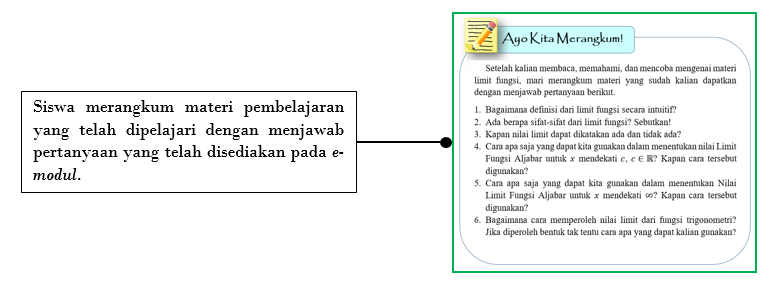 Siswa merangkum materi pembelajaran
yang telah dipelajari dengan menjawab
pertanyaan yang telah disediakan pada e-
modul.
Ayo Kita Merangkum!
Setelah kalian membaca, memahami, dan mencoba mengenai materi
limit fungsi, mari merangkum materi yang sudah kalian dapatkan
dengan menjawab pertanyaan berikut.
1. Bagaimana definisi dari limit fungsi secara intuitif?
2. Ada berapa sifat-sifat dari limit fungsi? Sebutkan!
3. Kapan nilai limit dapat dikatakan ada dan tidak ada?
4. Cara apa saja yang dapat kita gunakan dalam menentukan nilai Limit
Fungsi Aljabar untuk x mendekati c, c ∈ ℝ? Kapan cara tersebut
digunakan?
5. Cara apa saja yang dapat kita gunakan dalam menentukan Nilai
Limit Fungsi Aljabar untuk x mendekati ∞? Kapan cara tersebut
digunakan?
6. Bagaimana cara memperoleh nilai limit dari fungsi trigonometri?
Jika diperoleh bentuk tak tentu cara apa yang dapat kalian gunakan?